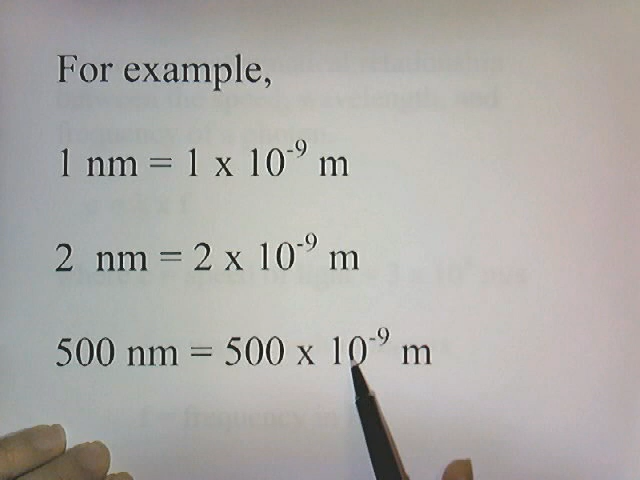 For example,
1 nm = 1 x 10⁻⁹ m
2 nm = 2 x 10⁻⁹ m
500 nm = 500 x 10⁻⁹ m